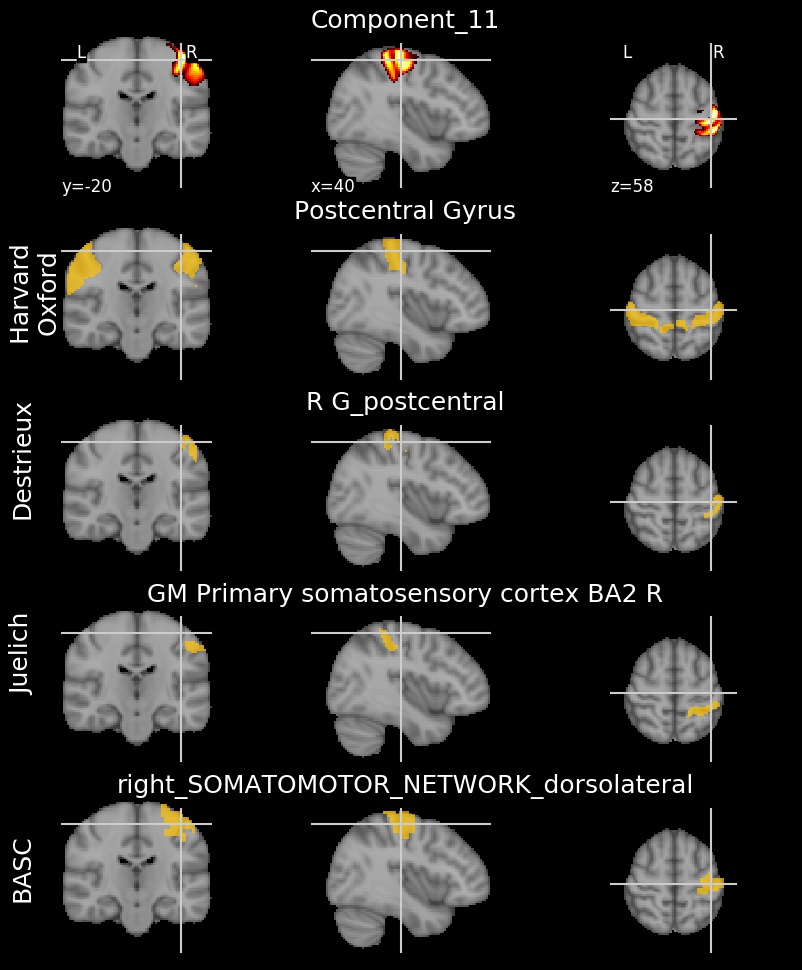 Component_11
L R
L R
y=-20 x=40 z=58
Postcentral Gyrus
Harvard
Oxford
R G_postcentral
Destrieux
GM Primary somatosensory cortex BA2 R
Juelich
right_SOMATOMOTOR_NETWORK_dorsolateral
BASC